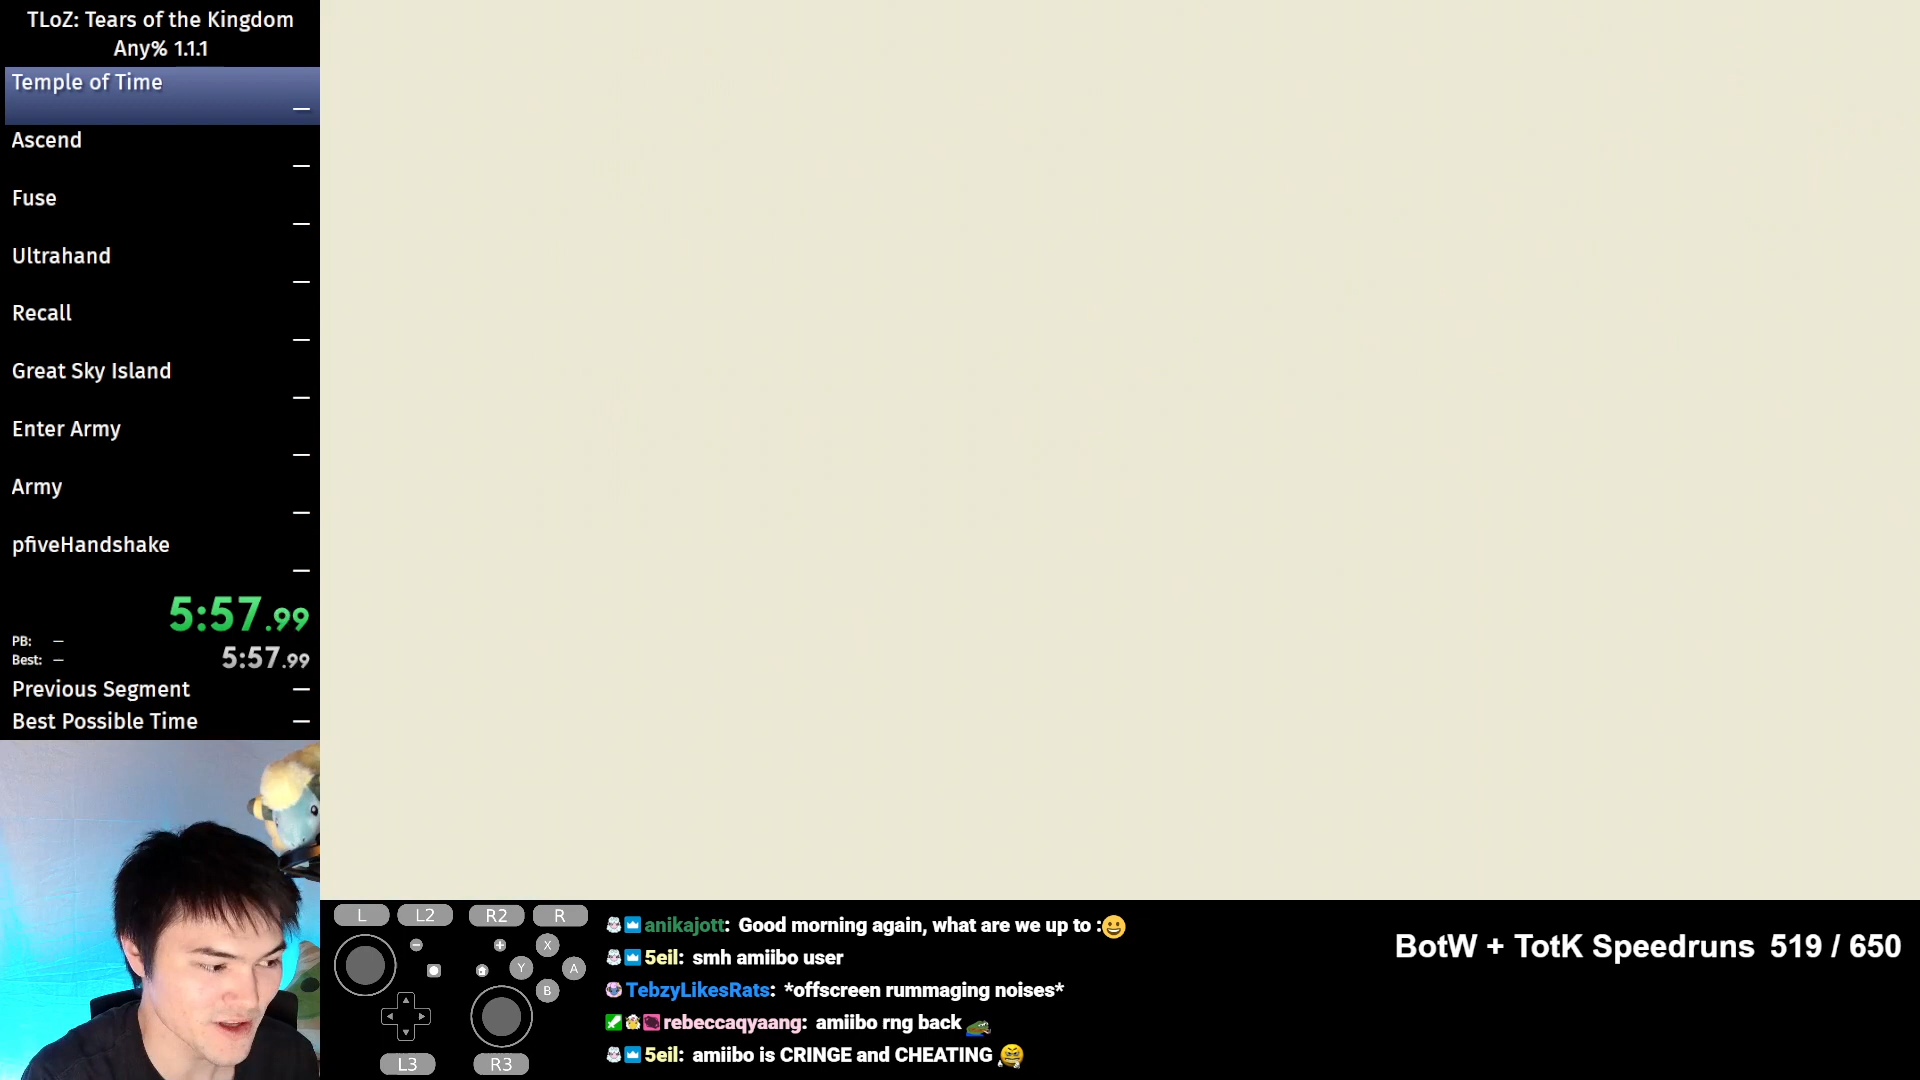 TLoZ: Tears of the Kingdom
Any% 1.1.1
Temple of Time
—
Ascend
—
Fuse
—
Ultrahand
—
Recall
—
Great Sky Island
—
Enter Army
—
Army
—
pfiveHandshake
—
5:57.99
PB: —
Best: — 5:57.99
Previous Segment —
Best Possible Time —
L L2 R2 R
X
Y A
B
L3 R3
anikajott: Good morning again, what are we up to :
5eil: smh amiibo user
TebzyLikesRats: *offscreen rummaging noises*
rebeccaqyaang: amiibo rng back
5eil: amiibo is CRINGE and CHEATING
BotW + TotK Speedruns 519 / 650